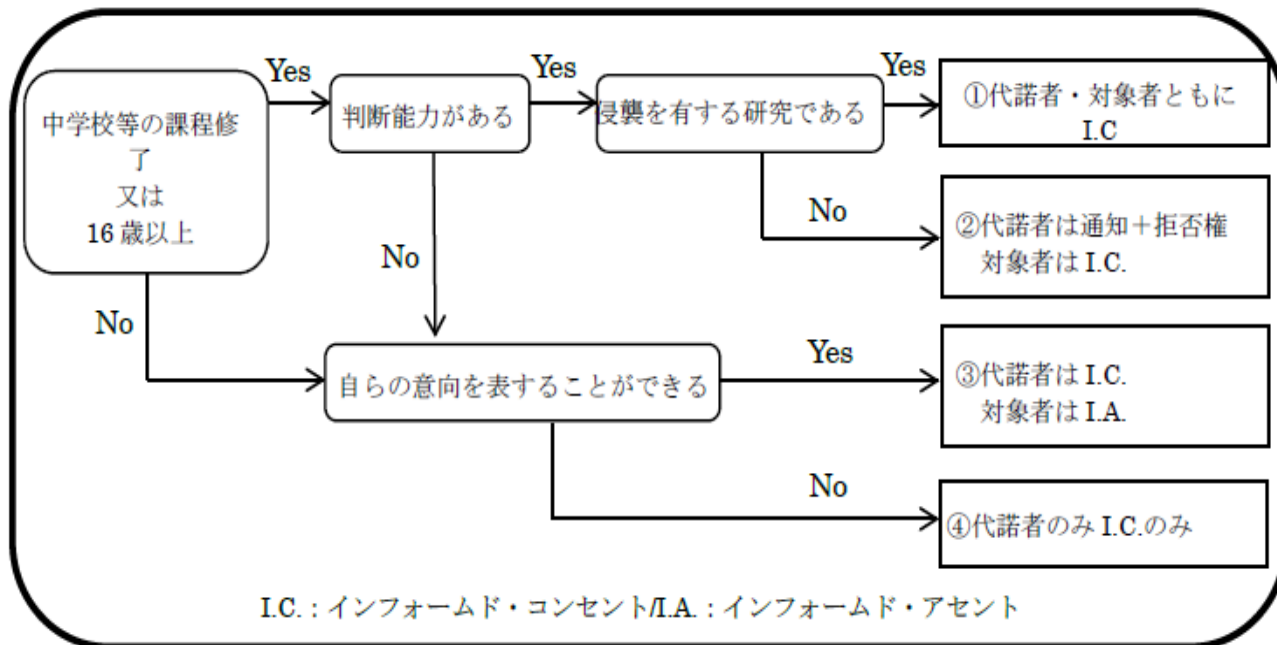 中学校等の課程修
了
又は
16 歳以上
Yes
判断能力がある
Yes
侵襲を有する研究である
Yes
①代諾者・対象者ともに
I.C
No
②代諾者は通知＋拒否権
対象者は I.C.
No
No
自らの意向を表することができる
Yes
③代諾者は I.C.
対象者は I.A.
No
④代諾者のみ I.C.のみ
I.C.：インフォームド・コンセント/I.A.：インフォームド・アセント